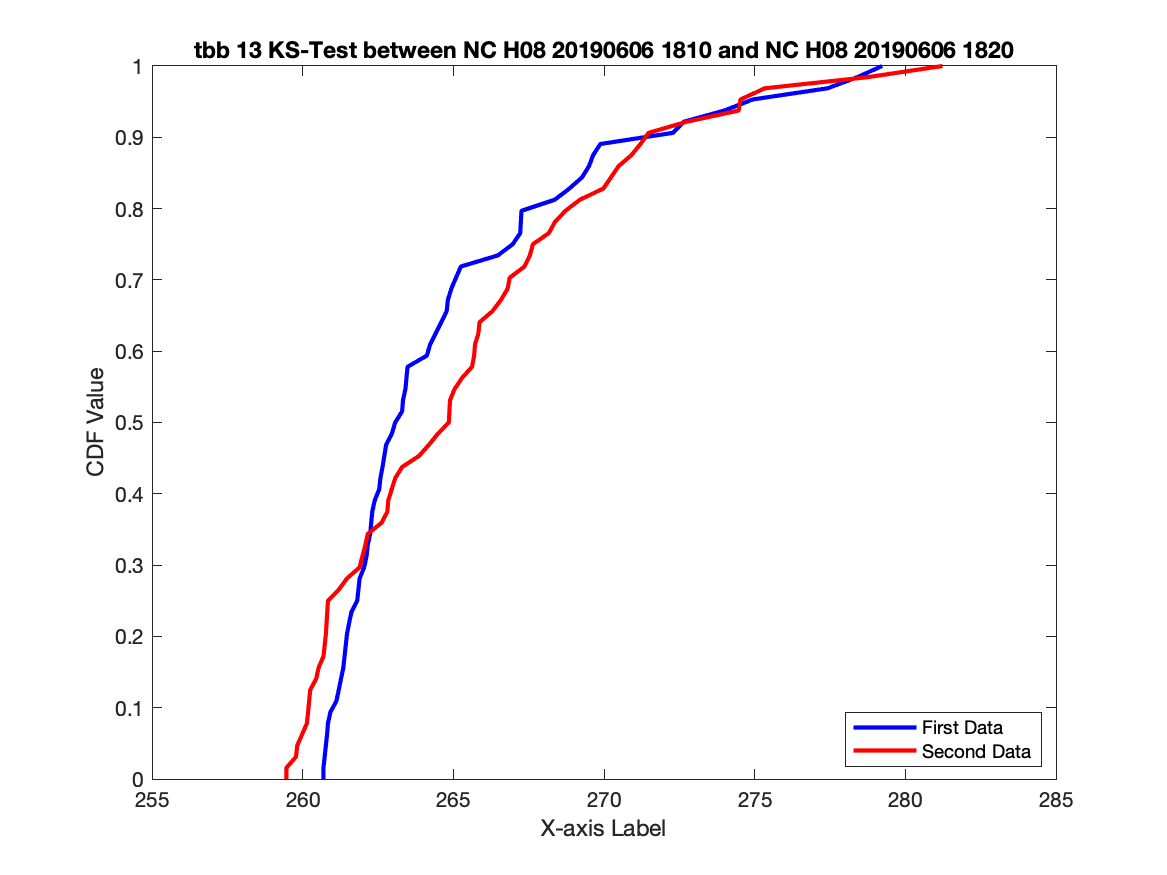 tbb 13 KS-Test between NC H08 20190606 1810 and NC H08 20190606 1820
1
0.9
0.8
0.7
0.6
0.5
0.4
0.3
0.2
0.1
0
CDF Value
255 260 265 270 275 280 285
X-axis Label
First Data
Second Data